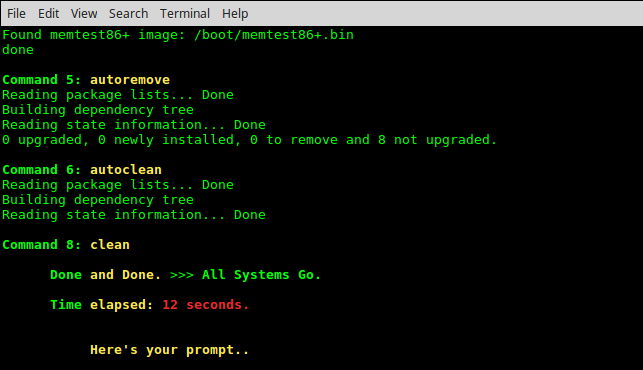 File Edit View Search Terminal Help
Found memtest86+ image: /boot/memtest86+.bin
done
Command 5: autoremove
Reading package lists... Done
Building dependency tree
Reading state information... Done
0 upgraded, 0 newly installed, 0 to remove and 8 not upgraded.
Command 6: autoclean
Reading package lists... Done
Building dependency tree
Reading state information... Done
Command 8: clean
Done and Done. >>> All Systems Go.
Time elapsed: 12 seconds.
Here's your prompt..